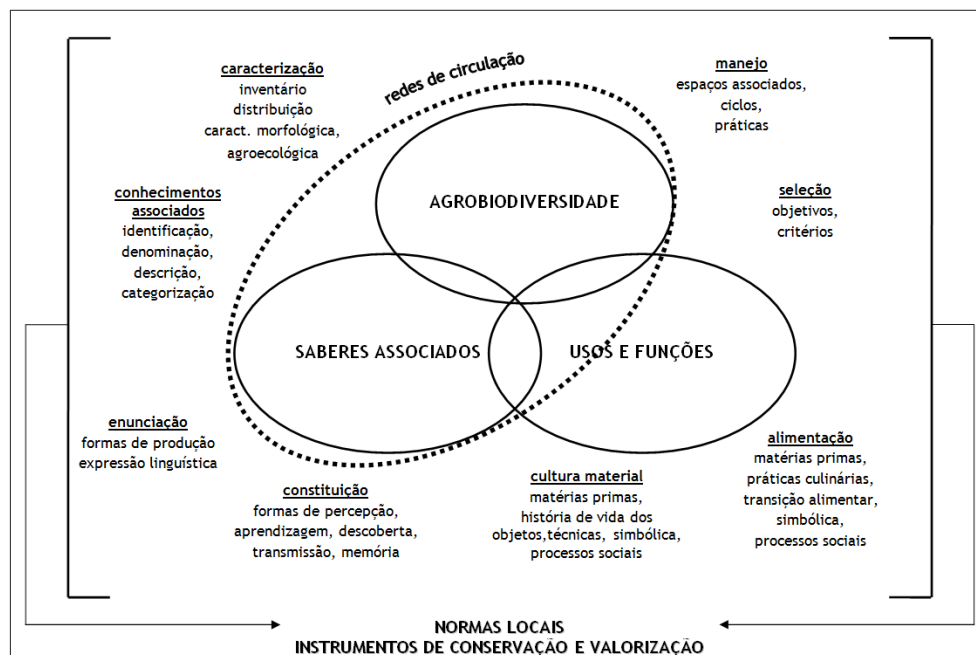 redes de circulação
caracterização
inventário
distribuição
caract. morfológica,
agroecológica
manejo
espaços associados,
ciclos,
práticas
conhecimentos
associados
identificação,
denominação,
descrição,
categorização
AGROBIODIVERSIDADE
seleção
objetivos,
critérios
SABERES ASSOCIADOS
USOS E FUNÇÕES
enunciação
formas de produção
expressão linguística
constituição
formas de percepção,
aprendizagem, descoberta,
transmissão, memória
cultura material
matérias primas,
história de vida dos
objetos,técnicas, simbólica,
processos sociais
alimentação
matérias primas,
práticas culinárias,
transição alimentar,
simbólica,
processos sociais
NORMAS LOCAIS
INSTRUMENTOS DE CONSERVAÇÃO E VALORIZAÇÃO